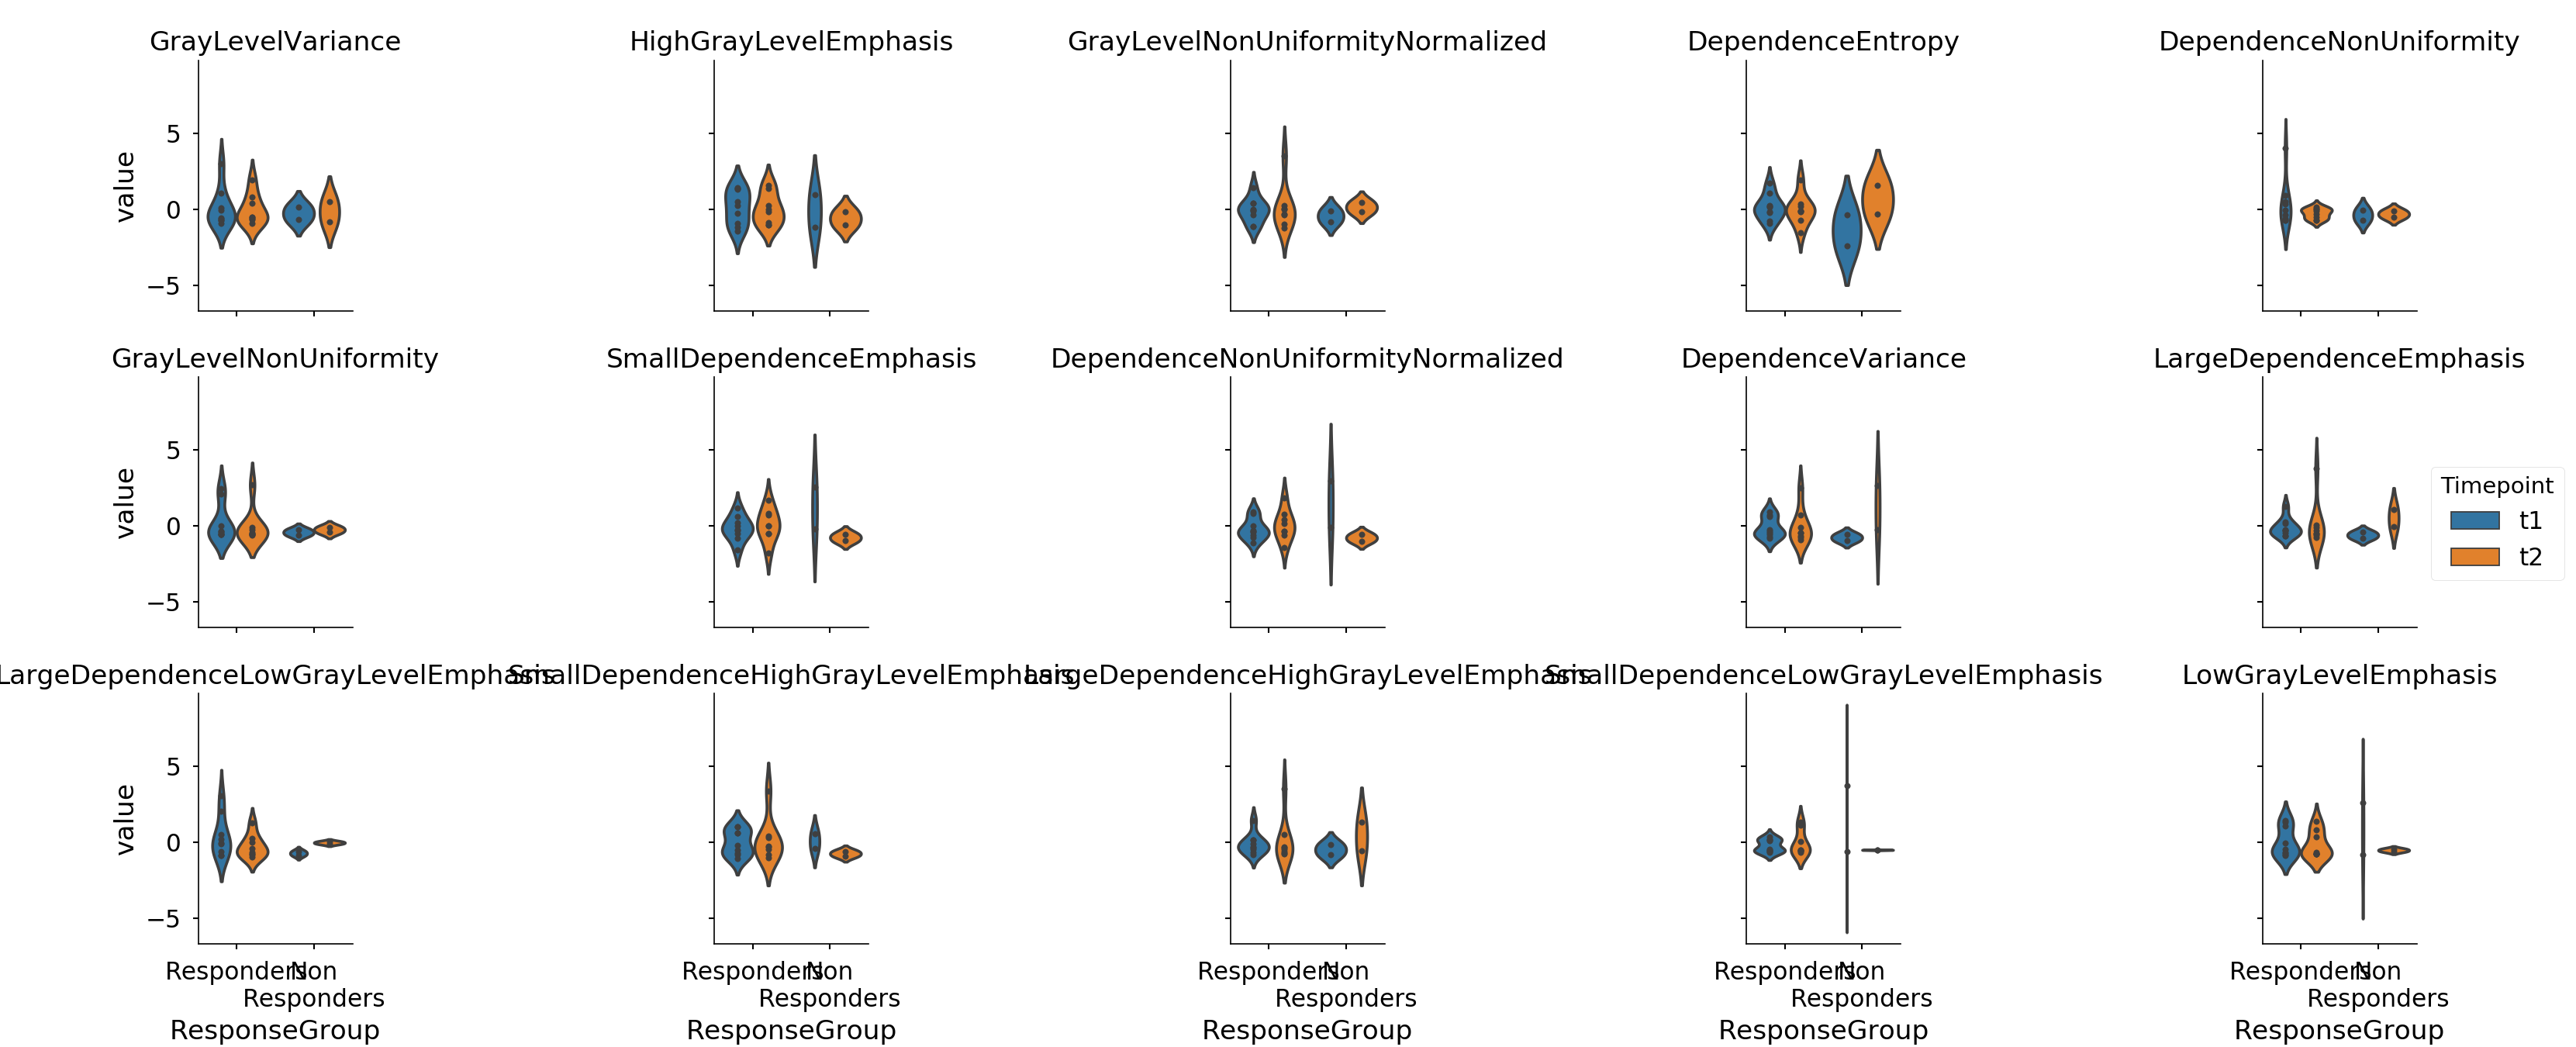 GrayLevelVariance
HighGrayLevelEmphasis
GrayLevelNonUniformityNormalized
DependenceEntropy
DependenceNonUniformity
value
5
0
−5
GrayLevelNonUniformity
SmallDependenceEmphasis
DependenceNonUniformityNormalized
DependenceVariance
LargeDependenceEmphasis
value
5
0
−5
Timepoint
t1
t2
LargeDependenceLowGrayLevelEmphasis
SmallDependenceHighGrayLevelEmphasis
LargeDependenceHighGrayLevelEmphasis
SmallDependenceLowGrayLevelEmphasis
LowGrayLevelEmphasis
value
5
0
−5
Responders
Non
Responders
ResponseGroup
Responders
Non
Responders
ResponseGroup
Responders
Non
Responders
ResponseGroup
Responders
Non
Responders
ResponseGroup
Responders
Non
Responders
ResponseGroup